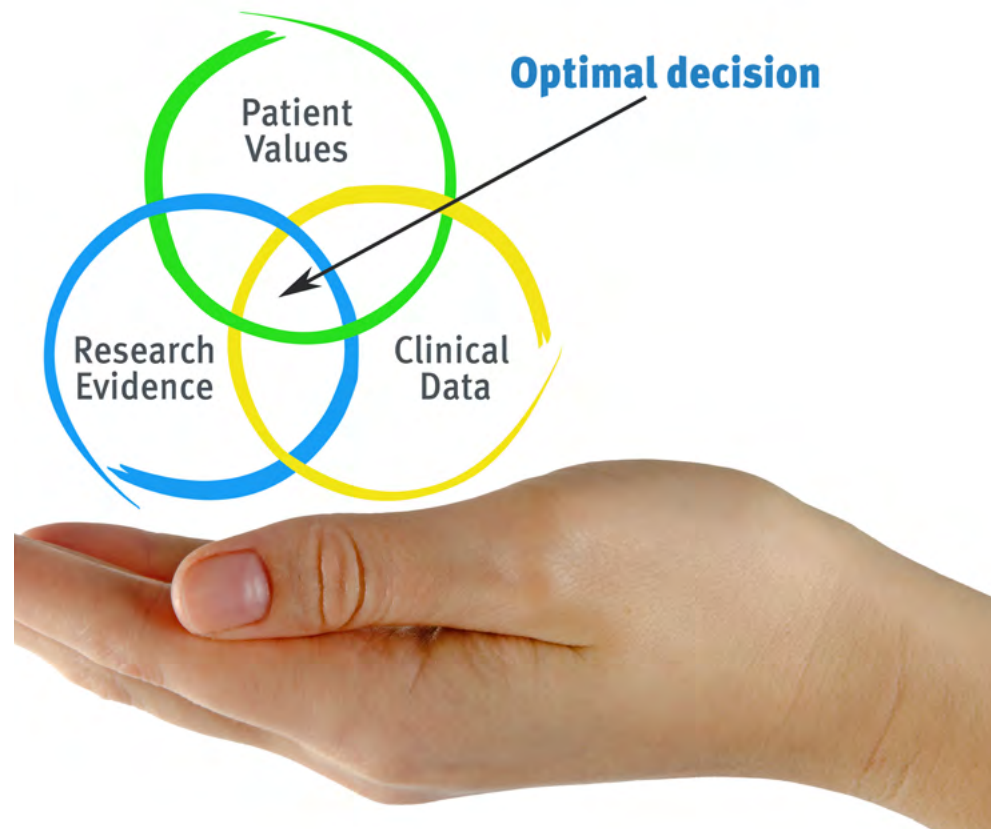 Optimal decision
Patient
Values
Research
Evidence
Clinical
Data